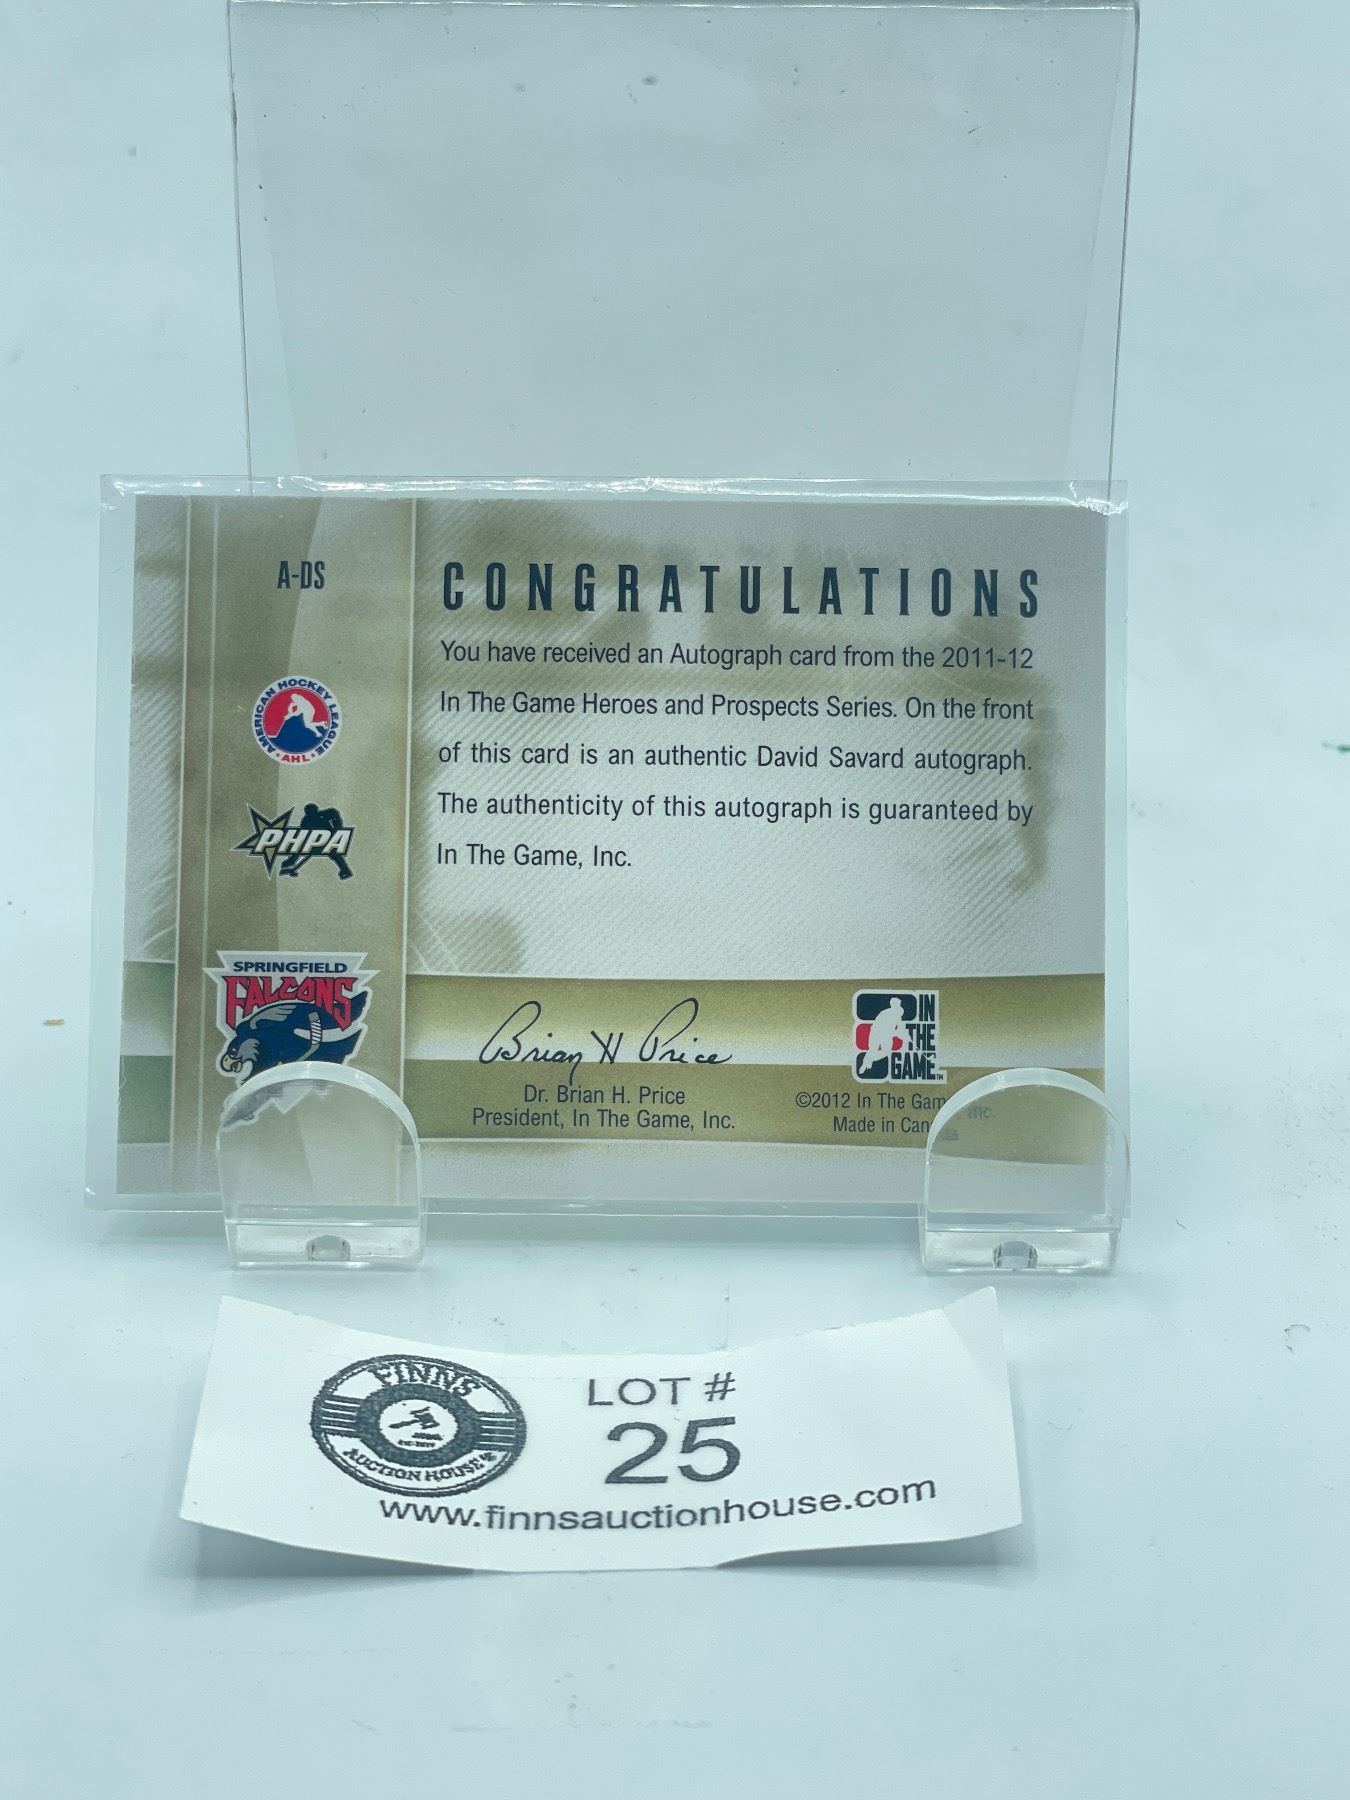 A-DS
AMERICAN HOCKEY LEAGUE
AHL
PHPA
SPRINGFIELD
FALCONS
CONGRATULATIONS
You have received an Autograph card from the 2011-12
In The Game Heroes and Prospects Series. On the front
of this card is an authentic David Savard autograph.
The authenticity of this autograph is guaranteed by
In The Game, Inc.
Brian H Price
Dr. Brian H. Price
President, In The Game, Inc.
IN
THE
GAME
TM
©2012 In The Gam Inc.
Made in Can
FINNS
AUCTION HOUSE
LOT #
25
www.finnsauctionhouse.com